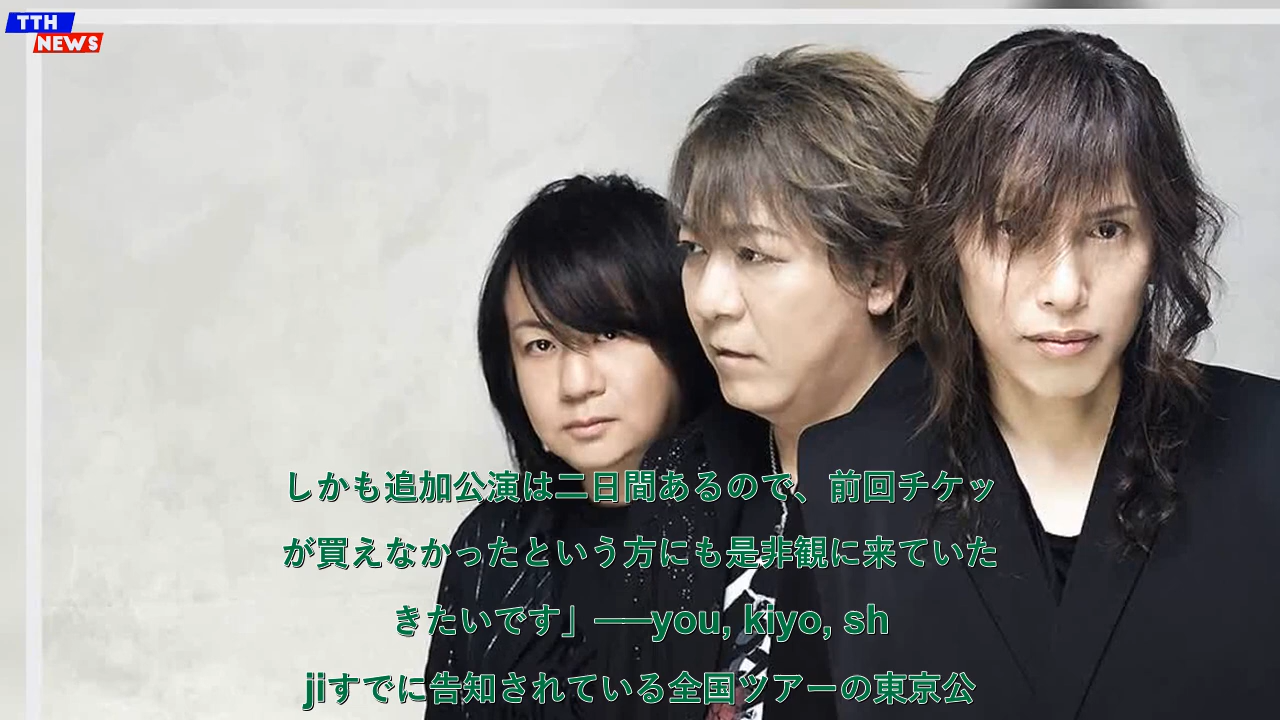 TTH
NEWS
しかも追加公演は二日間あるので、前回チケッ
が買えなかったという方にも是非観に来ていた
きたいです」──you, kiyo, sh
jiすでに告知されている全国ツアーの東京公